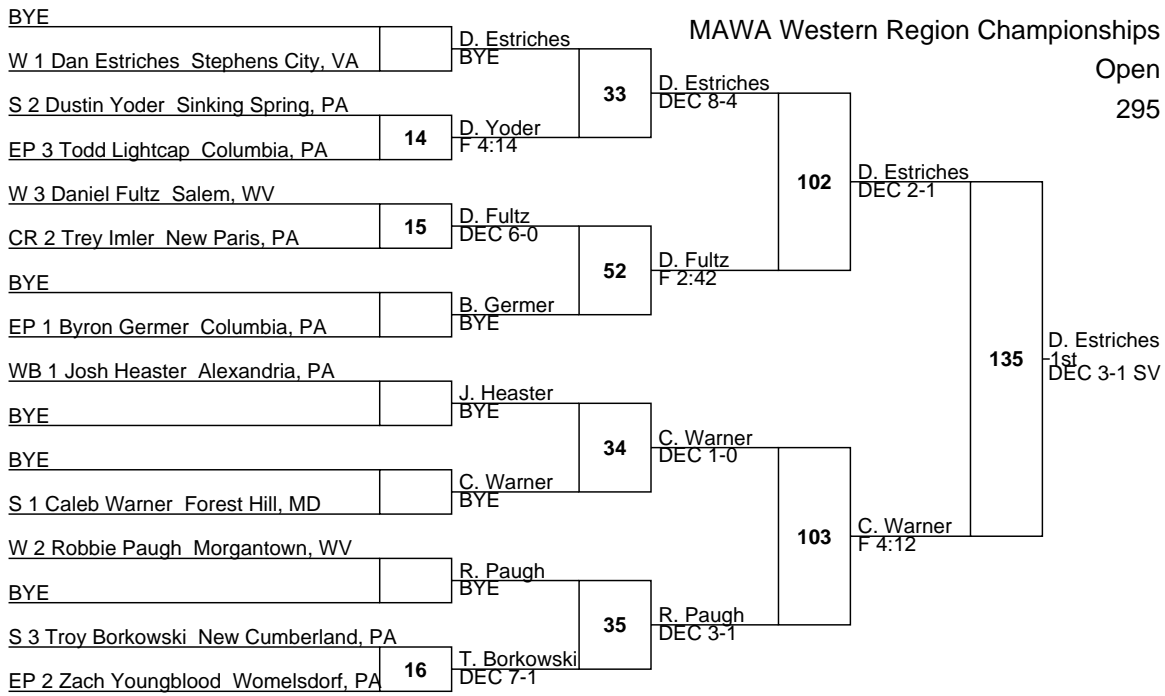 MAWA Western Region Championships
Open
295
BYE
W 1 Dan Estriches Stephens City, VA
S 2 Dustin Yoder Sinking Spring, PA
EP 3 Todd Lightcap Columbia, PA
W 3 Daniel Fultz Salem, WV
CR 2 Trey Imler New Paris, PA
BYE
EP 1 Byron Germer Columbia, PA
WB 1 Josh Heaster Alexandria, PA
BYE
BYE
S 1 Caleb Warner Forest Hill, MD
W 2 Robbie Paugh Morgantown, WV
BYE
S 3 Troy Borkowski New Cumberland, PA
EP 2 Zach Youngblood Womelsdorf, PA
14
15
16
D. Estriches
BYE
D. Yoder
F 4:14
D. Fultz
DEC 6-0
B. Germer
BYE
J. Heaster
BYE
C. Warner
BYE
R. Paugh
BYE
T. Borkowski
DEC 7-1
33
52
34
35
D. Estriches
DEC 8-4
D. Fultz
F 2:42
C. Warner
DEC 1-0
R. Paugh
DEC 3-1
102
103
D. Estriches
DEC 2-1
C. Warner
F 4:12
135
D. Estriches
1st
DEC 3-1 SV